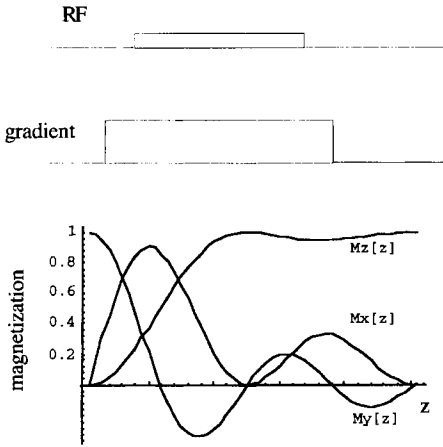 RF
gradient
magnetization
1
0.8
0.6
0.4
0.2
Mz[z]
Mx[z]
My[z]
z